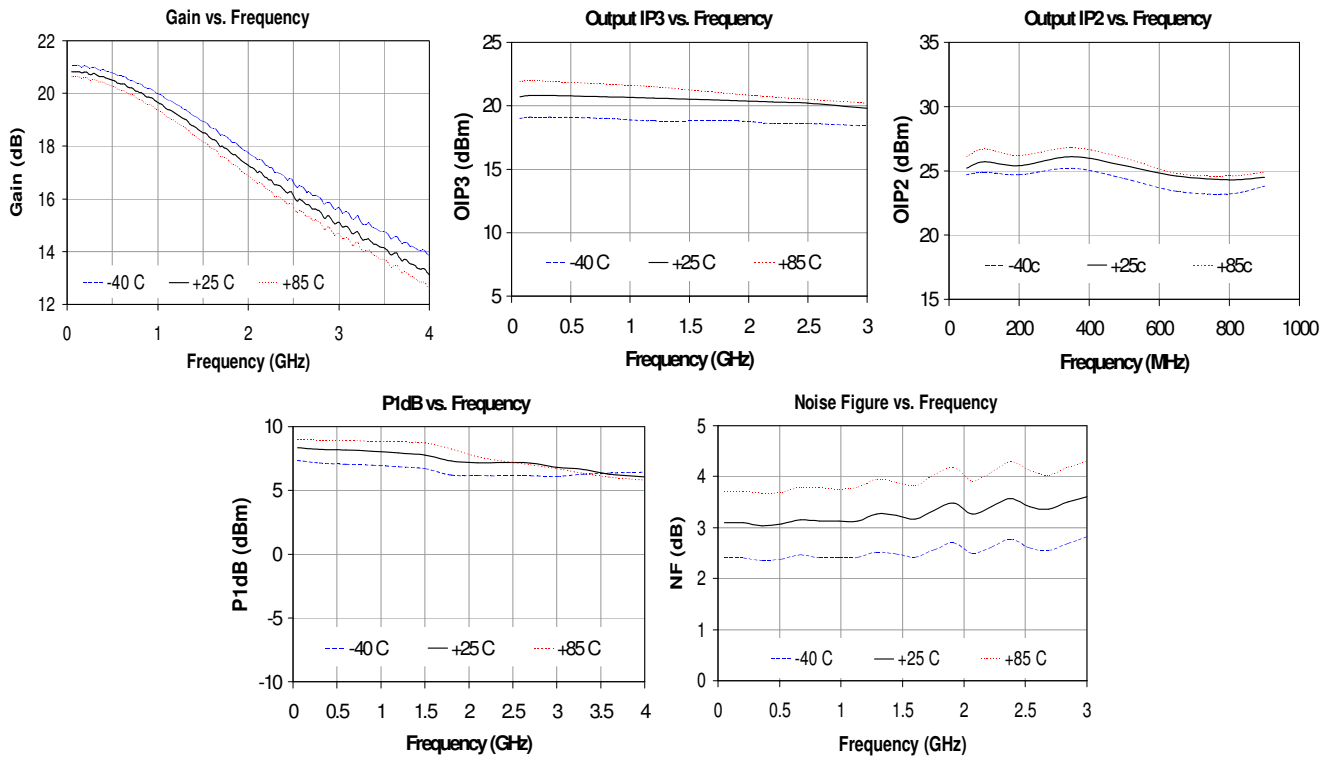 Gain vs. Frequency
22
20
18
16
14
12
Gain (dB)
-40 C
+25 C
+85 C
0
1
2
3
4
Frequency (GHz)
Output IP3 vs. Frequency
25
20
15
10
5
OIP3 (dBm)
-40 C
+25 C
+85 C
0
0.5
1
1.5
2
2.5
3
Frequency (GHz)
Output IP2 vs. Frequency
35
30
25
20
15
OIP2 (dBm)
-40c
+25c
+85c
0
200
400
600
800
1000
Frequency (MHz)
P1dB vs. Frequency
10
5
0
-5
-10
P1dB (dBm)
-40 C
+25 C
+85 C
0
0.5
1
1.5
2
2.5
3
3.5
4
Frequency (GHz)
Noise Figure vs. Frequency
5
4
3
2
1
0
NF (dB)
-40 C
+25 C
+85 C
0
0.5
1
1.5
2
2.5
3
Frequency (GHz)